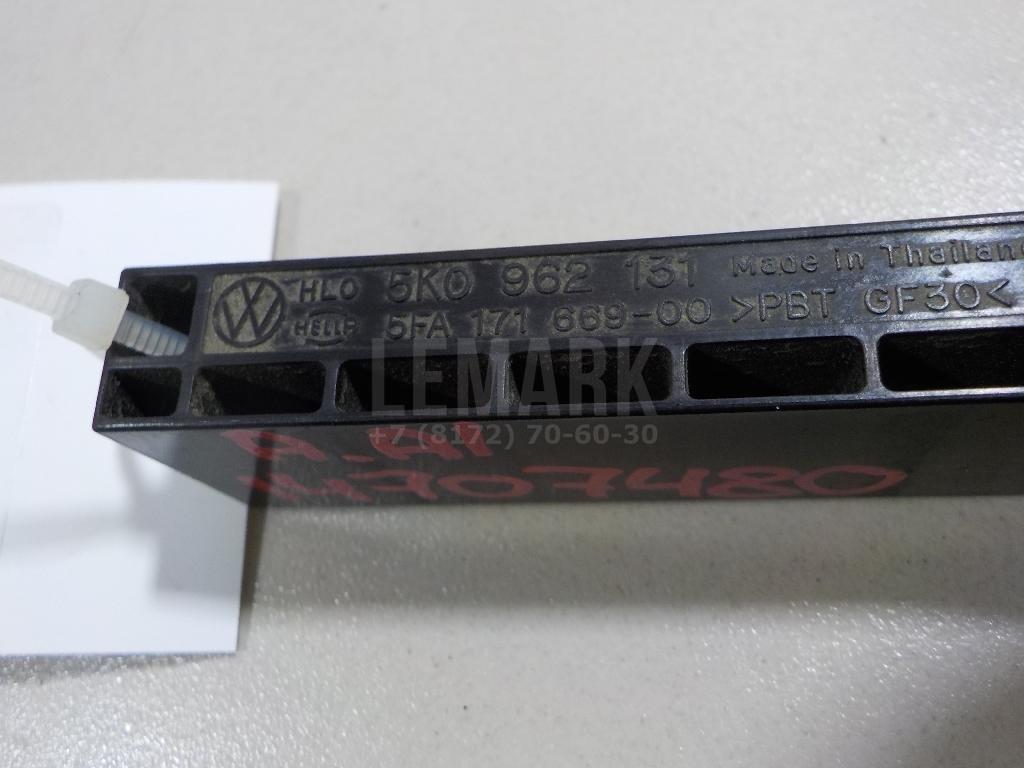 HLO 5K0 962 131 Made in Thailand
HELLA 5FA 171 669-00 >PBT GF30<
LEMARK
+7 (8172) 70-60-30